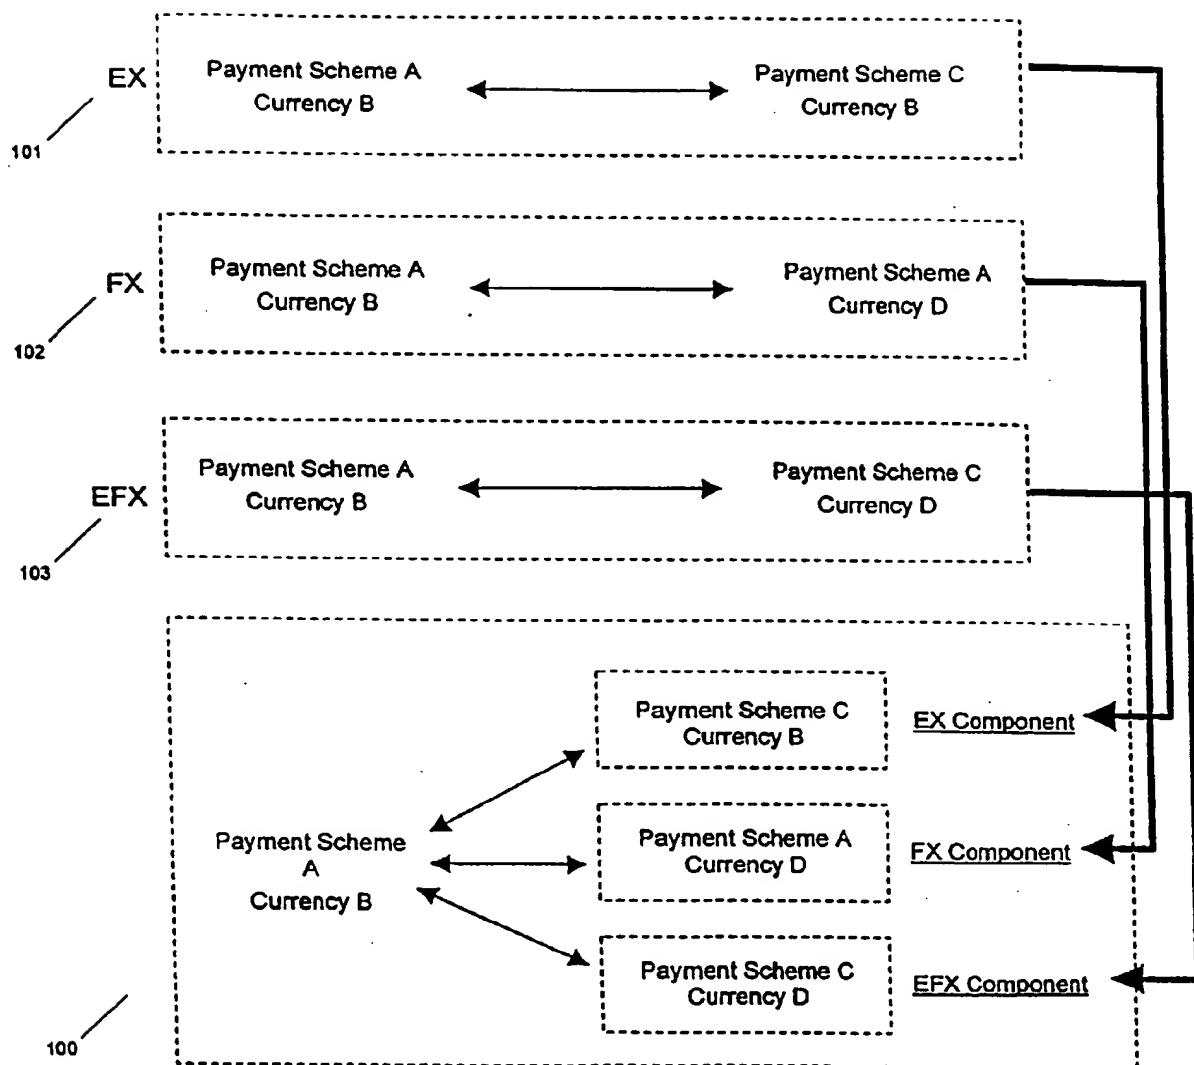 EX
Payment Scheme A
Currency B
Payment Scheme C
Currency B
101
FX
Payment Scheme A
Currency B
Payment Scheme A
Currency D
102
EFX
Payment Scheme A
Currency B
Payment Scheme C
Currency D
103
Payment Scheme C
Currency B
EX Component
Payment Scheme
A
Currency B
Payment Scheme A
Currency D
FX Component
Payment Scheme C
Currency D
EFX Component
100